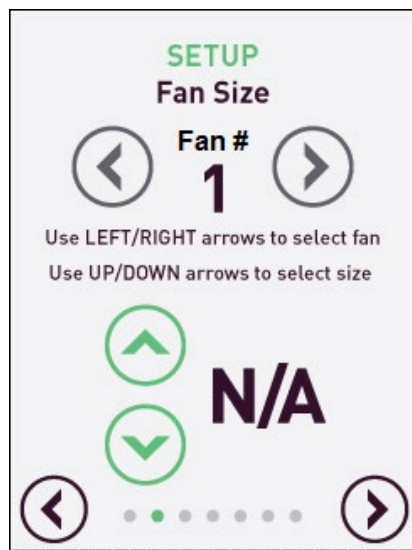 SETUP
Fan Size
Fan #
1
Use LEFT/RIGHT arrows to select fan
Use UP/DOWN arrows to select size
N/A